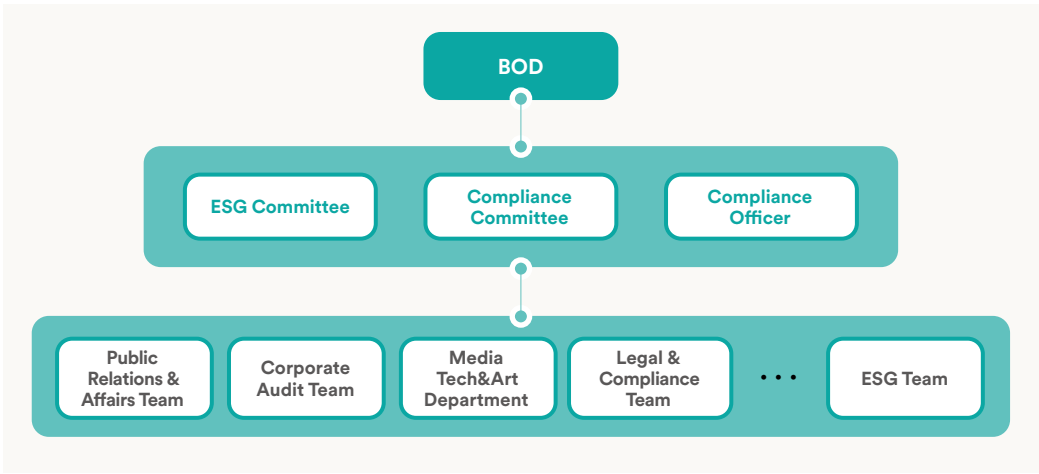 BOD
ESG Committee
Compliance
Committee
Compliance
Officer
Public
Relations &
Affairs Team
Corporate
Audit Team
Media
Tech&Art
Department
Legal &
Compliance
Team
...
ESG Team